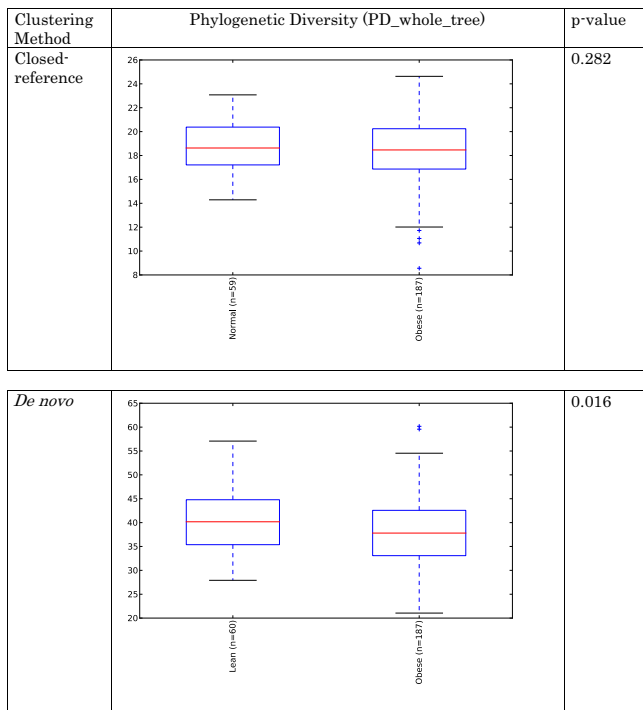 Clustering
Method
Phylogenetic Diversity (PD_whole_tree)
p-value
Closed-
reference
26
24
22
20
18
16
14
12
10
8
Normal (n=59)
Obese (n=187)
0.282
De novo
65
60
55
50
45
40
35
30
25
20
Lean (n=60)
Obese (n=187)
0.016